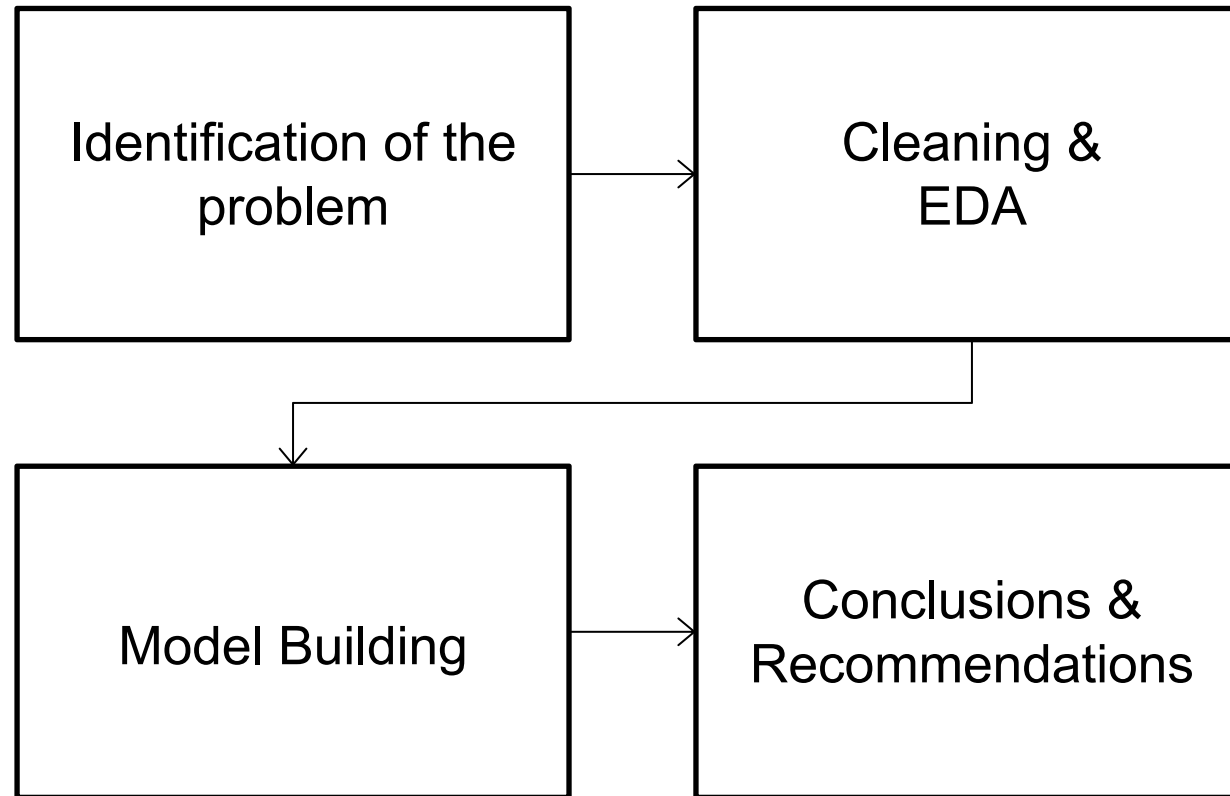 Identification of the
problem
Cleaning &
EDA
Model Building
Conclusions &
Recommendations